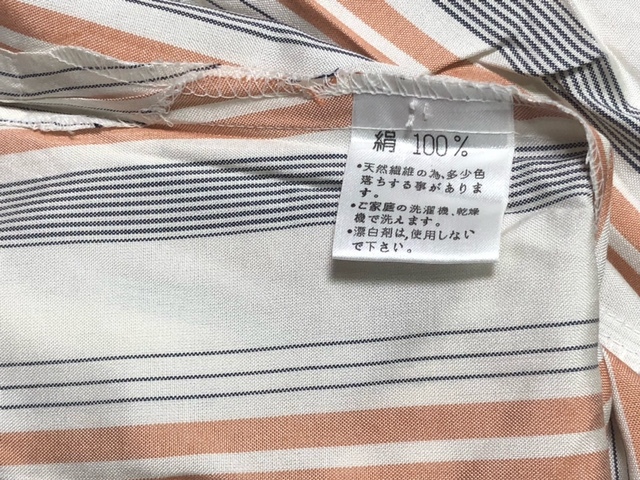 絹 100%
•天然繊維の為、多少色
落ちする事がありま
す。
•ご家庭の洗濯機、乾燥
機で洗えます。
•漂白剤は、使用しない
で下さい。